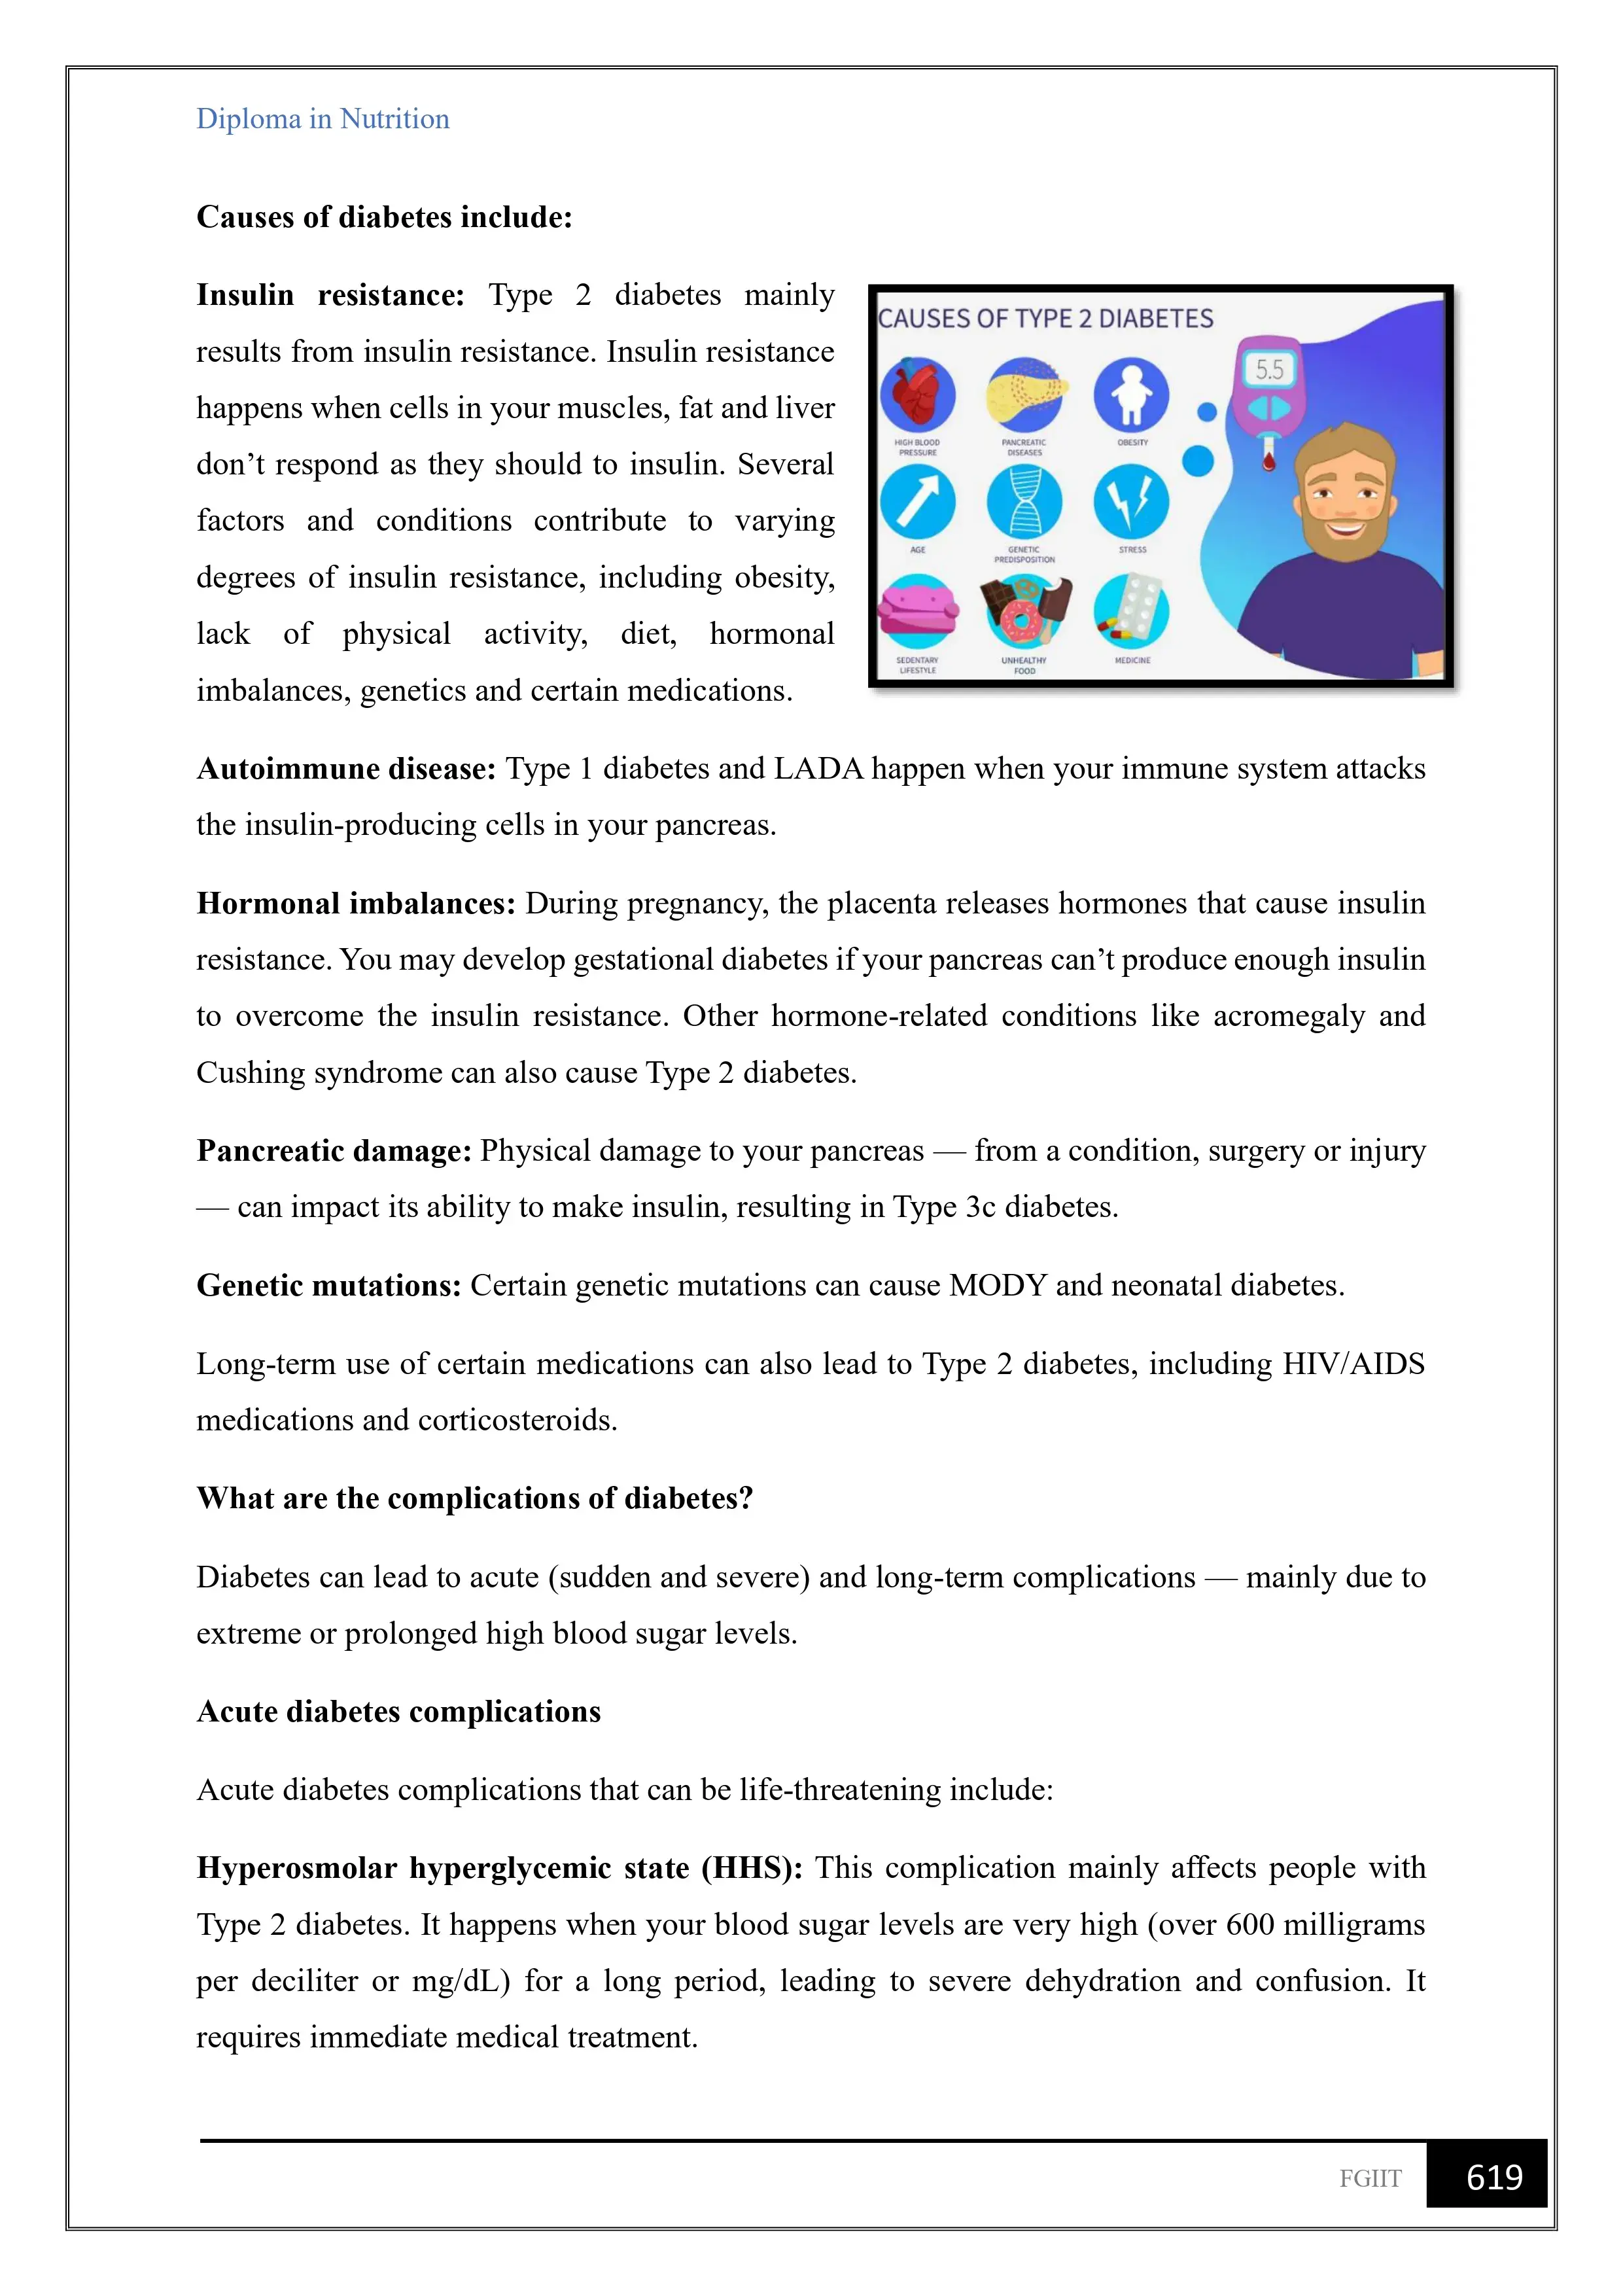 Diploma in Nutrition
Causes of diabetes include:
Insulin resistance: Type 2 diabetes mainly
results from insulin resistance. Insulin resistance
happens when cells in your muscles, fat and liver
don’t respond as they should to insulin. Several
factors and conditions contribute to varying
degrees of insulin resistance, including obesity,
lack of physical activity, diet, hormonal
imbalances, genetics and certain medications.
CAUSES OF TYPE 2 DIABETES
5.5
HIGH BLOOD
PRESSURE
PANCREATIC
DISEASES
OBESITY
AGE
GENETIC
PREDISPOSITION
STRESS
SEDENTARY
LIFESTYLE
UNHEALTHY
FOOD
MEDICINE
Autoimmune disease: Type 1 diabetes and LADA happen when your immune system attacks
the insulin-producing cells in your pancreas.
Hormonal imbalances: During pregnancy, the placenta releases hormones that cause insulin
resistance. You may develop gestational diabetes if your pancreas can’t produce enough insulin
to overcome the insulin resistance. Other hormone-related conditions like acromegaly and
Cushing syndrome can also cause Type 2 diabetes.
Pancreatic damage: Physical damage to your pancreas — from a condition, surgery or injury
— can impact its ability to make insulin, resulting in Type 3c diabetes.
Genetic mutations: Certain genetic mutations can cause MODY and neonatal diabetes.
Long-term use of certain medications can also lead to Type 2 diabetes, including HIV/AIDS
medications and corticosteroids.
What are the complications of diabetes?
Diabetes can lead to acute (sudden and severe) and long-term complications — mainly due to
extreme or prolonged high blood sugar levels.
Acute diabetes complications
Acute diabetes complications that can be life-threatening include:
Hyperosmolar hyperglycemic state (HHS): This complication mainly affects people with
Type 2 diabetes. It happens when your blood sugar levels are very high (over 600 milligrams
per deciliter or mg/dL) for a long period, leading to severe dehydration and confusion. It
requires immediate medical treatment.
FGIIT
619